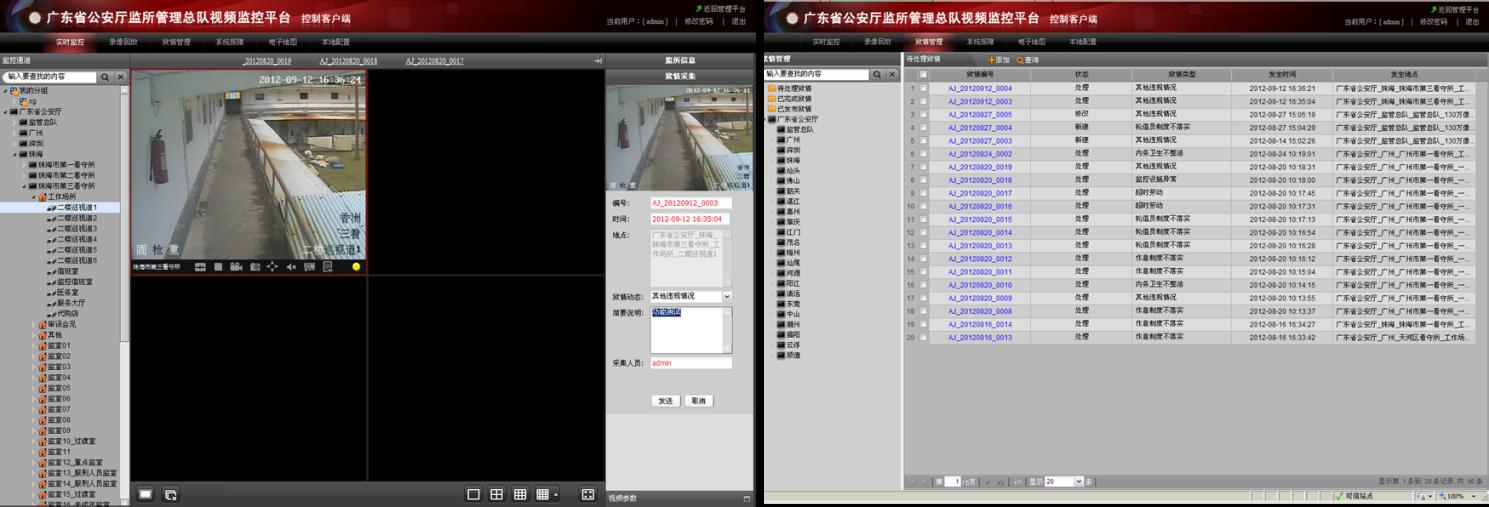 广东省公安厅监所管理总队视频监控平台 控制客户端
返回管理平台
当前用户：[admin] | 修改密码 | 退出
实时监控 录像回放 狱情管理 系统报障 电子地图 本地配置
监控通道
输入要查找的内容
我的分组
xg
广东省公安厅
监管总队
广州
深圳
珠海
珠海市第一看守所
珠海市第二看守所
珠海市第三看守所
工作场所
二楼巡视道1
二楼巡视道2
二楼巡视道3
二楼巡视道4
二楼巡视道5
二楼巡视道6
值班室
监控值班室
医务室
服务大厅
代购店
审讯会见
其他
监室01
监室02
监室03
监室04
监室05
监室06
监室07
监室08
监室09
监室10_过渡室
监室11
监室12_重点监室
监室13_服刑人员监室
监室14_服刑人员监室
监室15_过渡室
_20120820_0019 AJ_20120820_0018 AJ_20120820_0017
2012-09-12 16:36:24
香洲
三看
固 枪 重 二楼巡视道1
珠海市第三看守所
监所信息
狱情采集
编号： AJ_20120912_0003
时间： 2012-09-12 16:35:04
地点： 广东省公安厅_珠海_
珠海市第三看守所_工
作场所_二楼巡视道1
狱情动态： 其他违规情况
简要说明： 功能测试
采集人员： admin
发送 取消
视频参数
广东省公安厅监所管理总队视频监控平台 控制客户端
返回管理平台
当前用户：[admin] | 修改密码 | 退出
实时监控 录像回放 狱情管理 系统报障 电子地图 本地配置
狱情管理
输入要查找的内容
待处理狱情
已完成狱情
已发布狱情
广东省公安厅
监管总队
广州
深圳
珠海
汕头
佛山
韶关
湛江
惠州
肇庆
江门
茂名
梅州
汕尾
河源
阳江
清远
中山
潮州
揭阳
云浮
顺德
待处理狱情 添加 查询
狱情编号 状态 狱情类型 发生时间 发生地点
1 AJ_20120912_0004 处理 其他违规情况 2012-09-12 16:36:21 广东省公安厅_珠海_珠海市第三看守所_工...
2 AJ_20120912_0003 处理 其他违规情况 2012-09-12 16:35:04 广东省公安厅_珠海_珠海市第三看守所_工...
3 AJ_20120827_0005 修改 其他违规情况 2012-08-27 15:05:19 广东省公安厅_监管总队_监管总队_130万像...
4 AJ_20120827_0004 新建 轮值员制度不落实 2012-08-27 15:04:29 广东省公安厅_监管总队_监管总队_130万像...
5 AJ_20120827_0003 新建 其他违规情况 2012-08-14 15:02:26 广东省公安厅_监管总队_监管总队_130万像...
6 AJ_20120824_0002 处理 内务卫生不整洁 2012-08-24 10:19:01 广东省公安厅_广州_广州市第一看守所_工...
7 AJ_20120820_0019 处理 其他违规情况 2012-08-20 10:18:31 广东省公安厅_广州_广州市第一看守所_一...
8 AJ_20120820_0018 处理 监控设施异常 2012-08-20 10:18:00 广东省公安厅_广州_广州市第一看守所_一...
9 AJ_20120820_0017 处理 超时劳动 2012-08-20 10:17:45 广东省公安厅_广州_广州市第一看守所_一...
10 AJ_20120820_0016 处理 超时劳动 2012-08-20 10:17:31 广东省公安厅_广州_广州市第一看守所_一...
11 AJ_20120820_0015 处理 轮值员制度不落实 2012-08-20 10:17:13 广东省公安厅_广州_广州市第一看守所_一...
12 AJ_20120820_0014 处理 轮值员制度不落实 2012-08-20 10:16:54 广东省公安厅_广州_广州市第一看守所_一...
13 AJ_20120820_0013 处理 轮值员制度不落实 2012-08-20 10:16:28 广东省公安厅_广州_广州市第一看守所_一...
14 AJ_20120820_0012 处理 作息制度不落实 2012-08-20 10:15:40 广东省公安厅_广州_广州市第一看守所_一...
15 AJ_20120820_0011 处理 作息制度不落实 2012-08-20 10:15:04 广东省公安厅_广州_广州市第一看守所_一...
16 AJ_20120820_0010 处理 内务卫生不整洁 2012-08-20 10:14:15 广东省公安厅_广州_广州市第一看守所_一...
17 AJ_20120820_0009 处理 其他违规情况 2012-08-20 10:13:55 广东省公安厅_广州_广州市第一看守所_一...
18 AJ_20120820_0008 处理 作息制度不落实 2012-08-20 10:13:37 广东省公安厅_广州_广州市第一看守所_一...
19 AJ_20120816_0014 处理 作息制度不落实 2012-08-16 16:34:27 广东省公安厅_珠海_珠海市第一看守所_工...
20 AJ_20120816_0013 处理 作息制度不落实 2012-08-16 16:33:42 广东省公安厅_广州_天河区看守所_工作场...
第 1 /5页 显示 20 条
显示第 1条到 20 条记录,共 90条
可信站点 100%